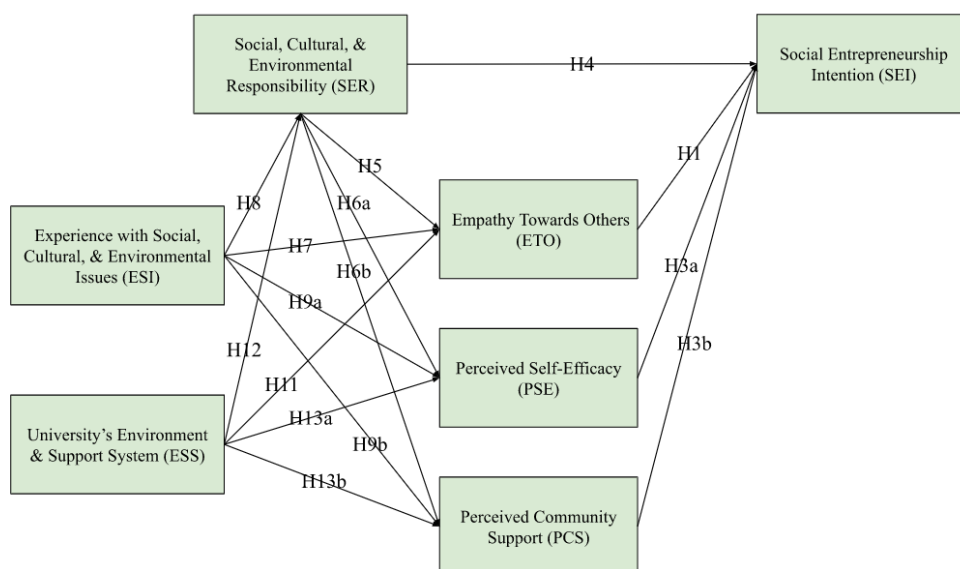 Social, Cultural, &
Environmental
Responsibility (SER)
Social Entrepreneurship
Intention (SEI)
H4
H1
H5
H8
H6a
Experience with Social,
Cultural, & Environmental
Issues (ESI)
Empathy Towards Others
(ETO)
H7
H6b
H3a
H9a
H3b
H12
Perceived Self-Efficacy
(PSE)
H11
H13a
University’s Environment
& Support System (ESS)
H9b
H13b
Perceived Community
Support (PCS)